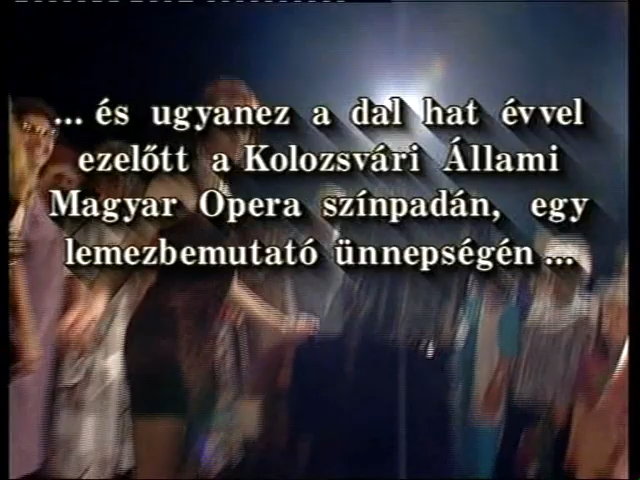 ... és ugyanez a dal hat évvel
ezelőtt a Kolozsvári Állami
Magyar Opera színpadán, egy
lemezbemutató ünnepségén ...